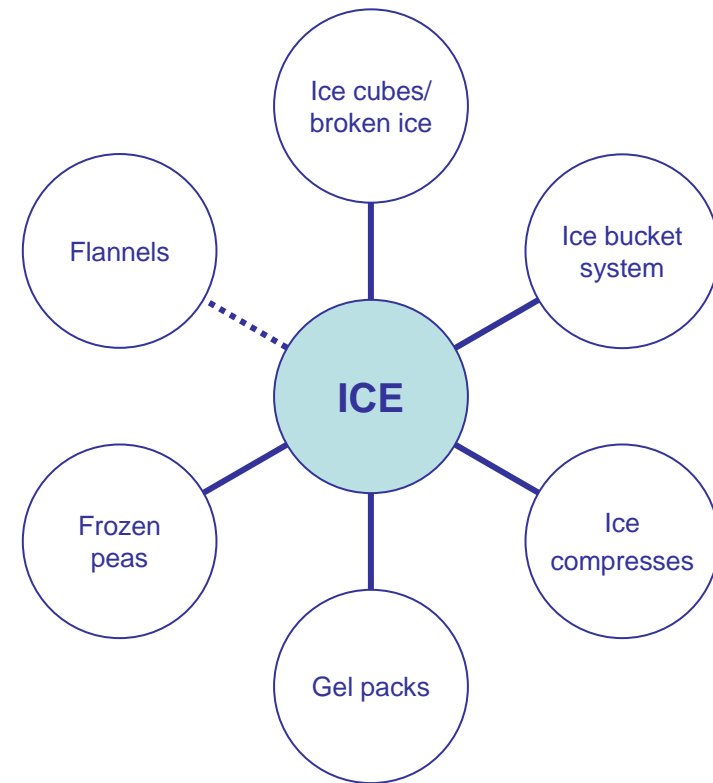 Ice cubes/
broken ice
Flannels
Ice bucket
system
ICE
Frozen
peas
Ice
compresses
Gel packs